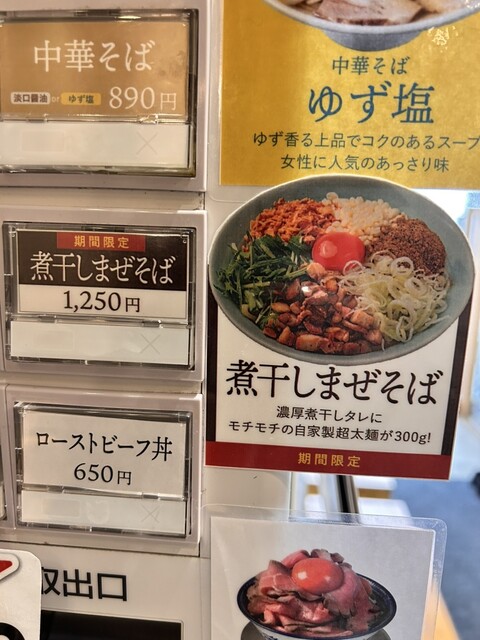 中華そば
淡口醤油 or ゆず塩 890円
期間限定
煮干しまぜそば
1,250円
ローストビーフ丼
650円
取出口
中華そば
ゆず塩
ゆず香る上品でコクのあるスープ
女性に人気のあっさり味
煮干しまぜそば
濃厚煮干しタレに
モチモチの自家製超太麺が300g!
期間限定